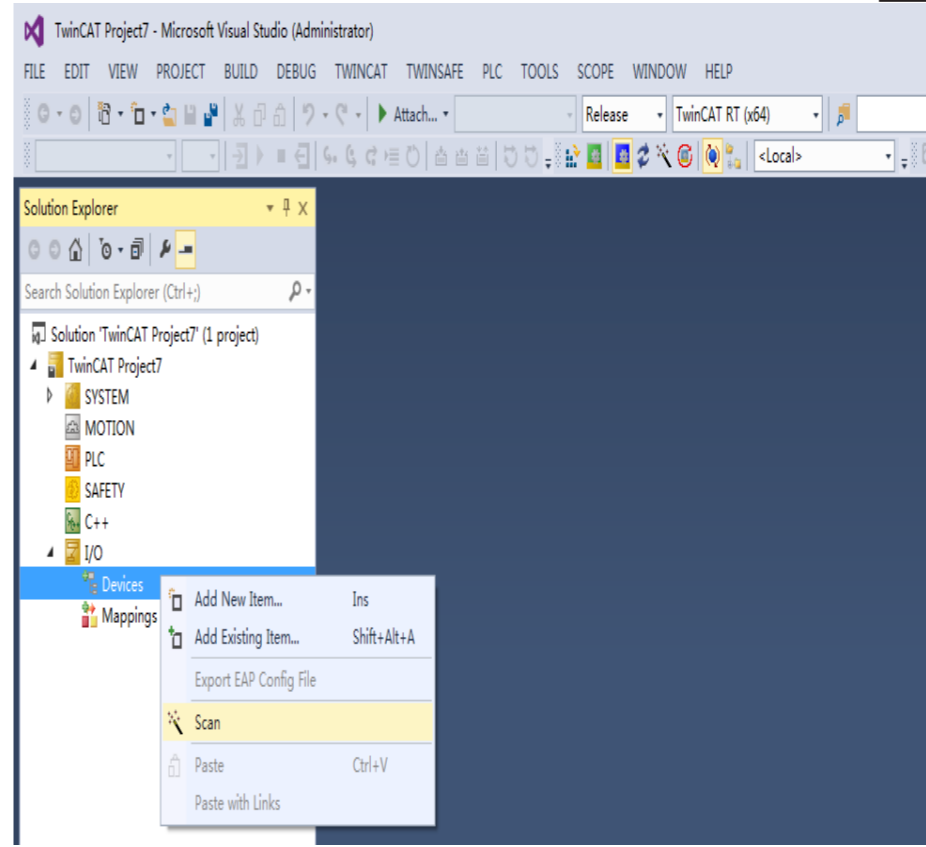 TwinCAT Project7 - Microsoft Visual Studio (Administrator)
FILE EDIT VIEW PROJECT BUILD DEBUG TWINCAT TWINSAFE PLC TOOLS SCOPE WINDOW HELP
Attach... Release TwinCAT RT (x64)
<Local>
Solution Explorer
Search Solution Explorer (Ctrl+;)
Solution 'TwinCAT Project7' (1 project)
TwinCAT Project7
SYSTEM
MOTION
PLC
SAFETY
C++
I/O
Devices
Mappings
Add New Item... Ins
Add Existing Item... Shift+Alt+A
Export EAP Config File
Scan
Paste Ctrl+V
Paste with Links